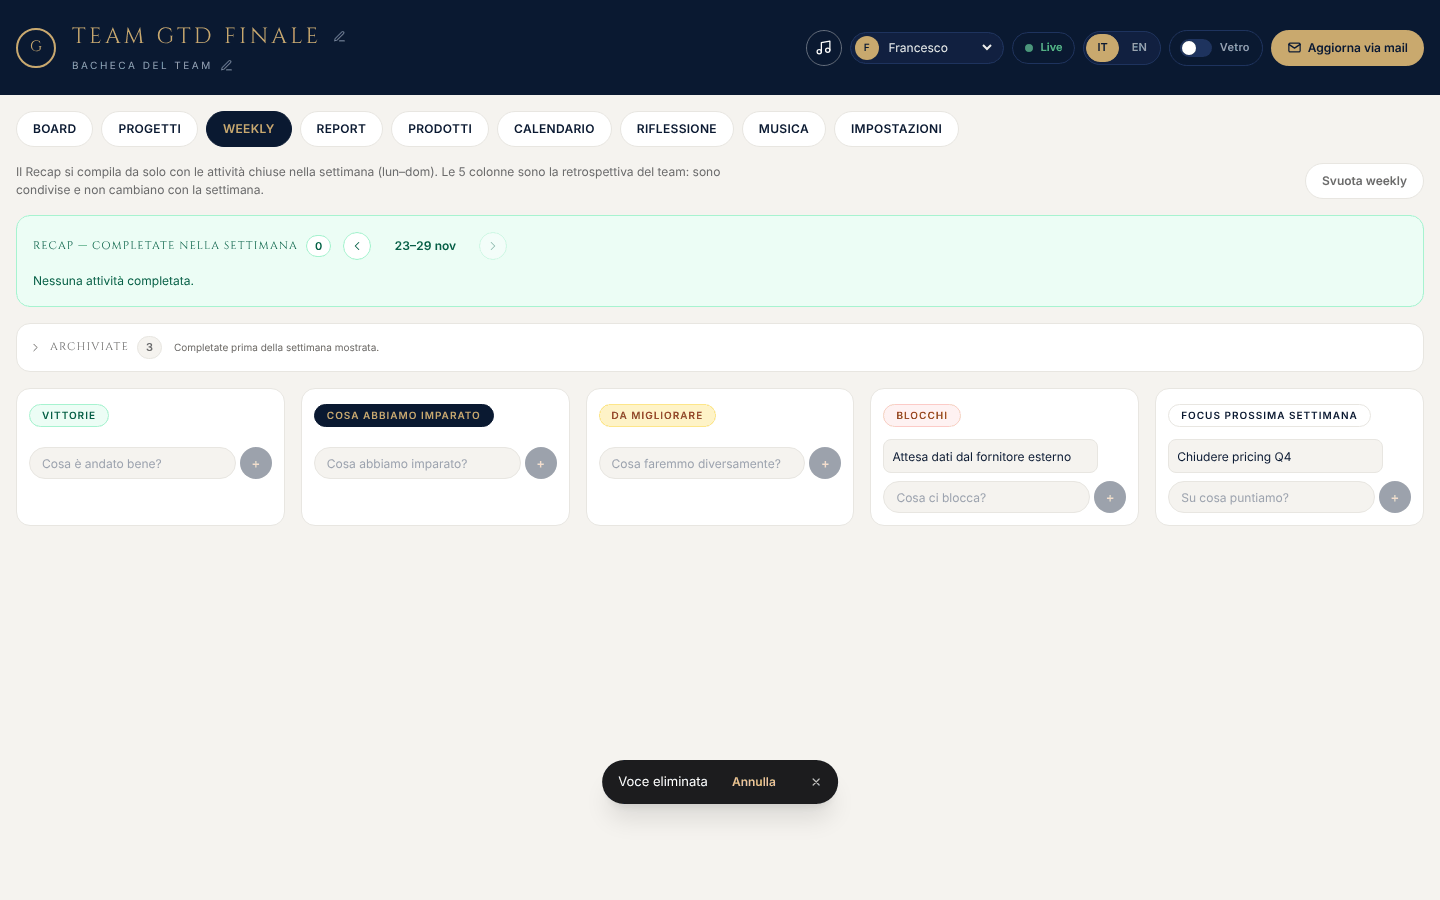 G
TEAM GTD FINALE
BACHECA DEL TEAM
F
Francesco
Live
IT
EN
Vetro
Aggiorna via mail
BOARD
PROGETTI
WEEKLY
REPORT
PRODOTTI
CALENDARIO
RIFLESSIONE
MUSICA
IMPOSTAZIONI
Il Recap si compila da solo con le attività chiuse nella settimana (lun–dom). Le 5 colonne sono la retrospettiva del team: sono
condivise e non cambiano con la settimana.
Svuota weekly
RECAP — COMPLETATE NELLA SETTIMANA
0
23–29 nov
Nessuna attività completata.
ARCHIVIATE
3
Completate prima della settimana mostrata.
VITTORIE
Cosa è andato bene?
+
COSA ABBIAMO IMPARATO
Cosa abbiamo imparato?
+
DA MIGLIORARE
Cosa faremmo diversamente?
+
BLOCCHI
Attesa dati dal fornitore esterno
Cosa ci blocca?
+
FOCUS PROSSIMA SETTIMANA
Chiudere pricing Q4
Su cosa puntiamo?
+
Voce eliminata
Annulla